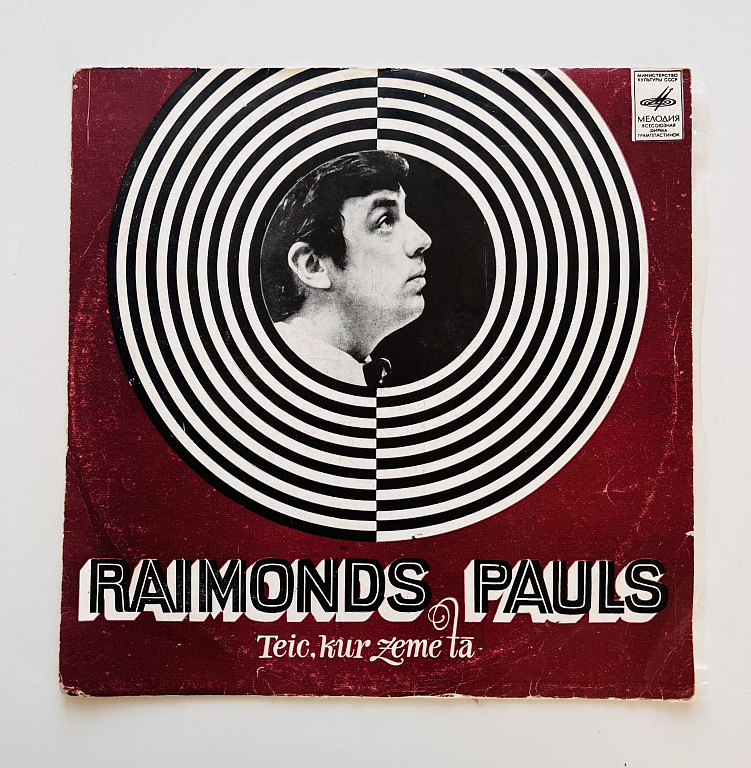 МИНИСТЕРСТВО
КУЛЬТУРЫ СССР
МЕЛОДИЯ
ВСЕСОЮЗНАЯ
ФИРМА
ГРАМПЛАСТИНОК
RAIMONDS PAULS
Teic, kur zeme tā